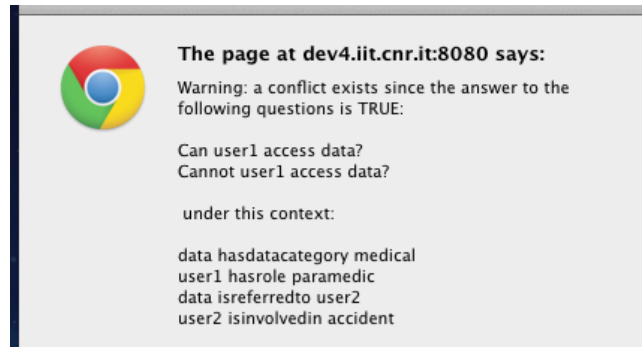 The page at dev4.iit.cnr.it:8080 says:
Warning: a conflict exists since the answer to the
following questions is TRUE:
Can user1 access data?
Cannot user1 access data?
under this context:
data hasdatacategory medical
user1 hasrole paramedic
data isreferredto user2
user2 isinvolvedin accident